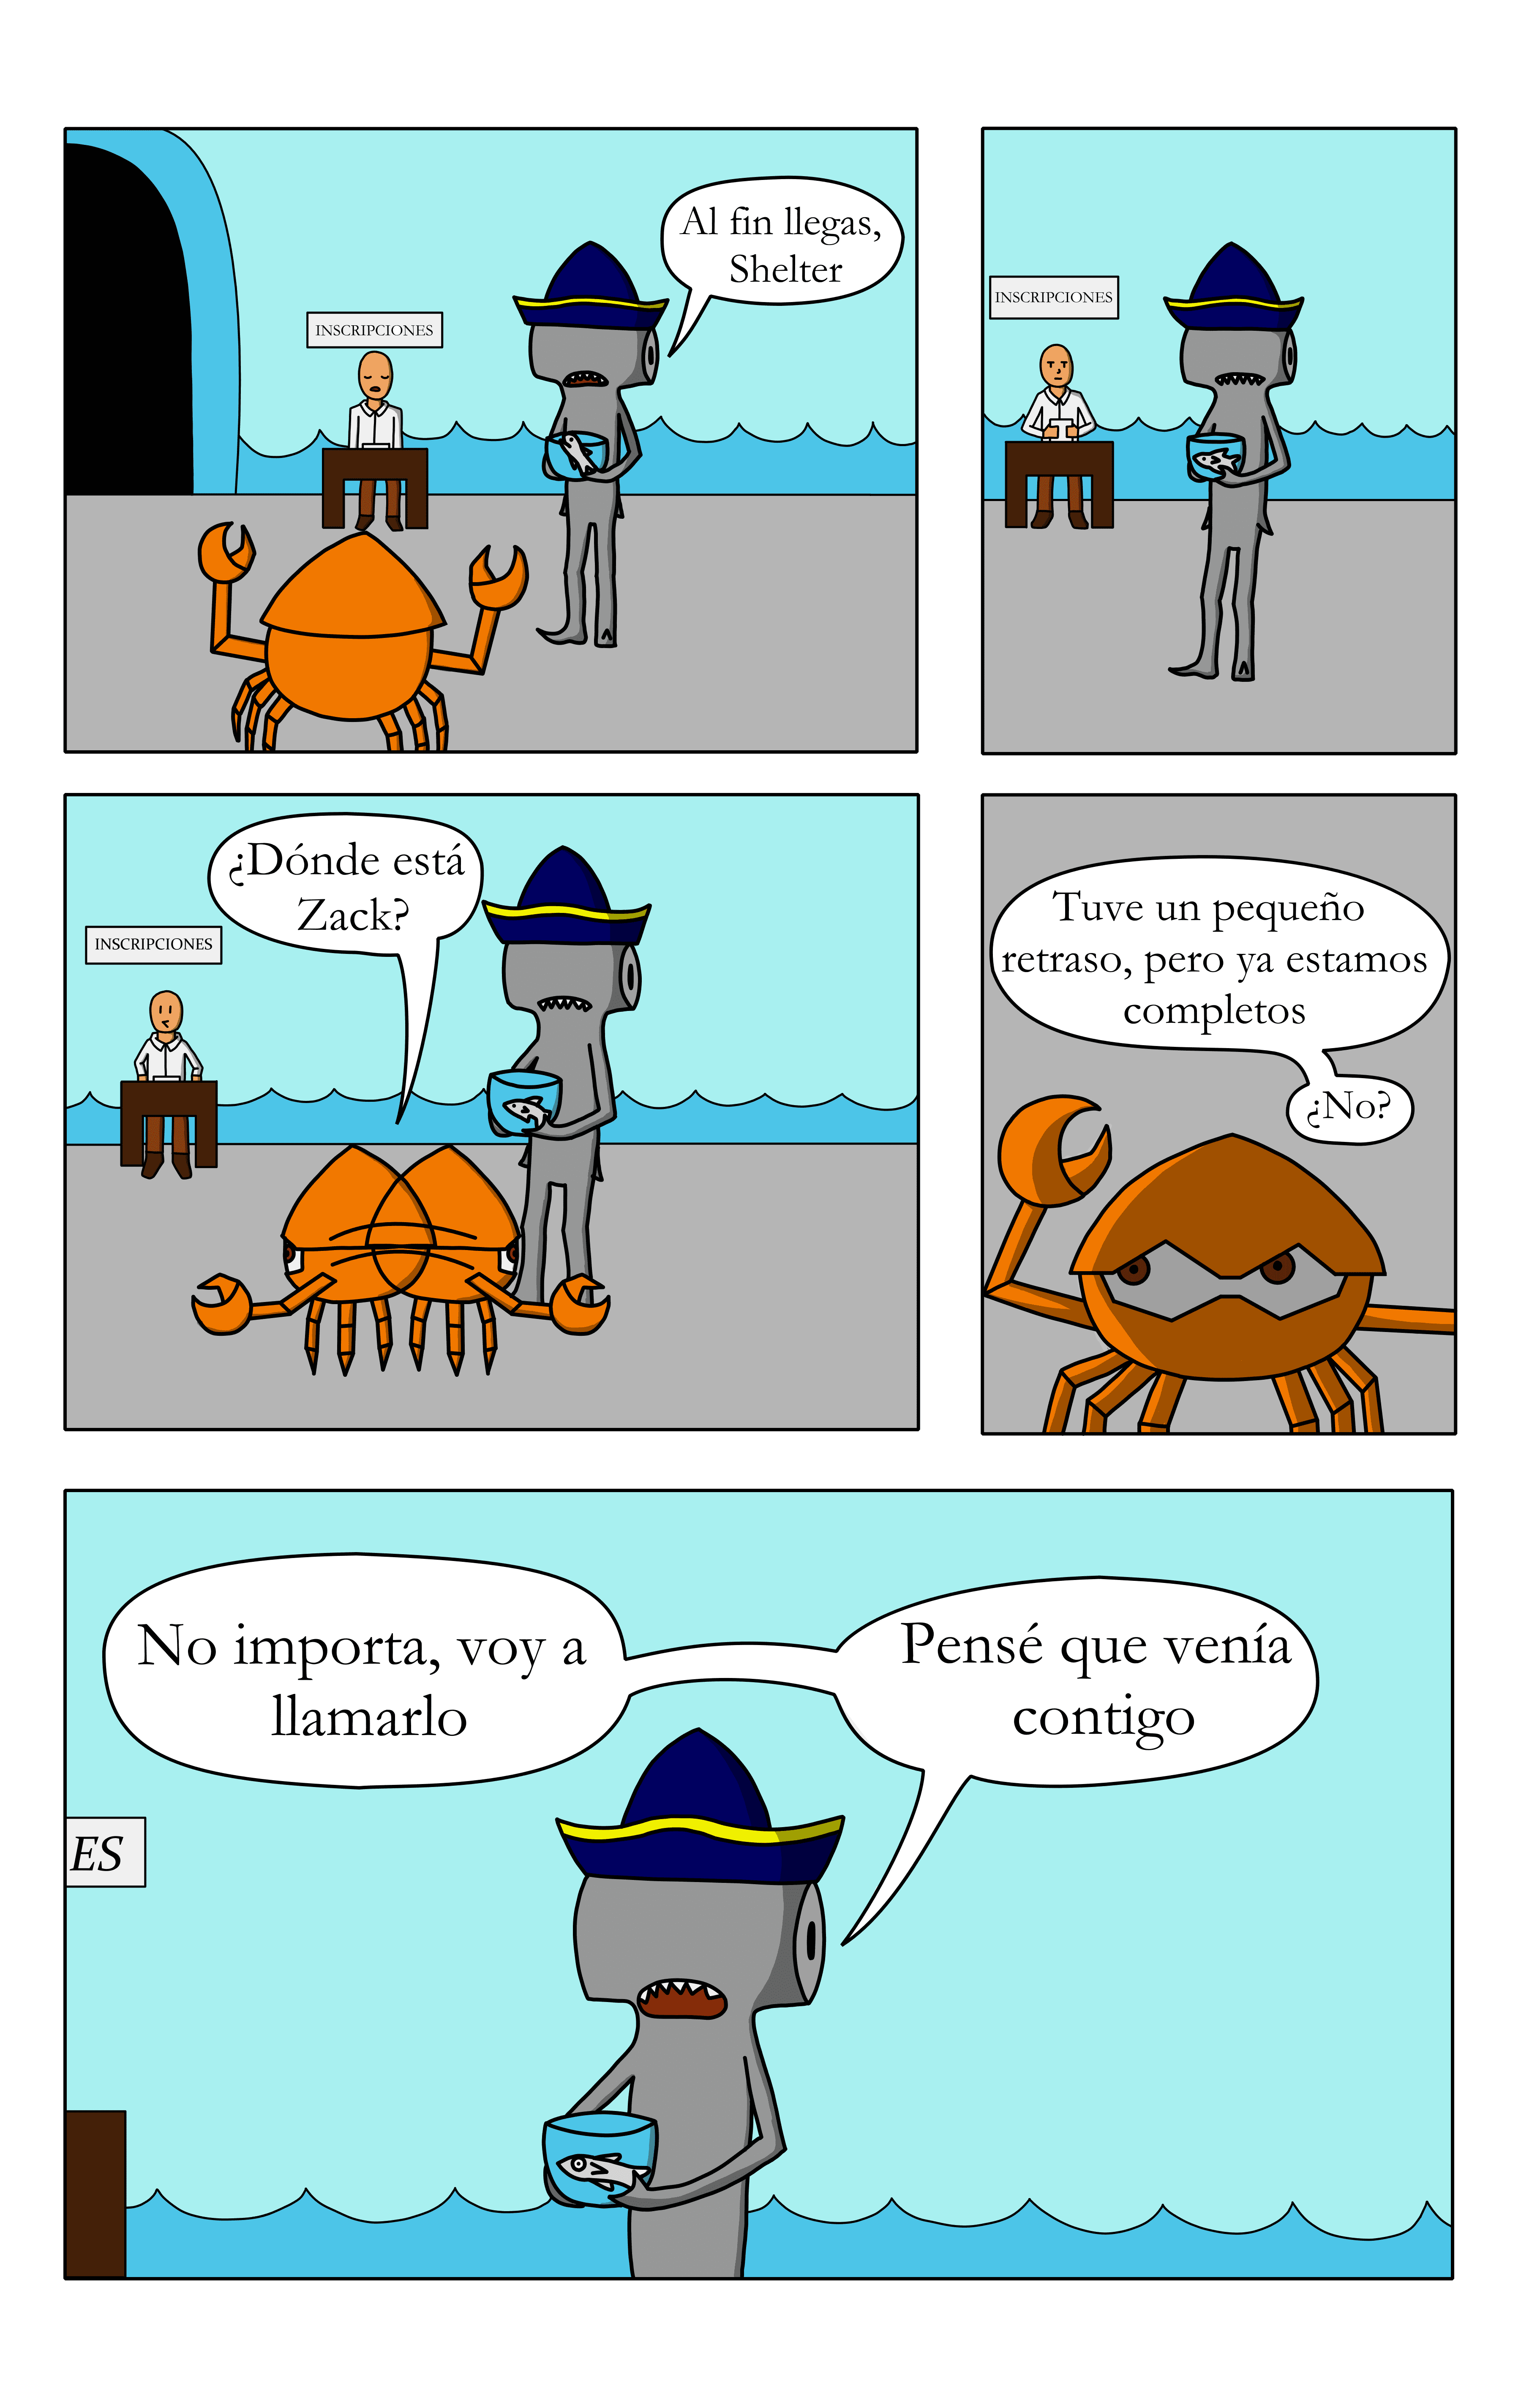 Al fin llegas,
Shelter
INSCRIPCIONES
INSCRIPCIONES
¿Dónde está
Zack?
INSCRIPCIONES
Tuve un pequeño
retraso, pero ya estamos
completos
¿No?
No importa, voy a
llamarlo
Pensé que venía
contigo
ES